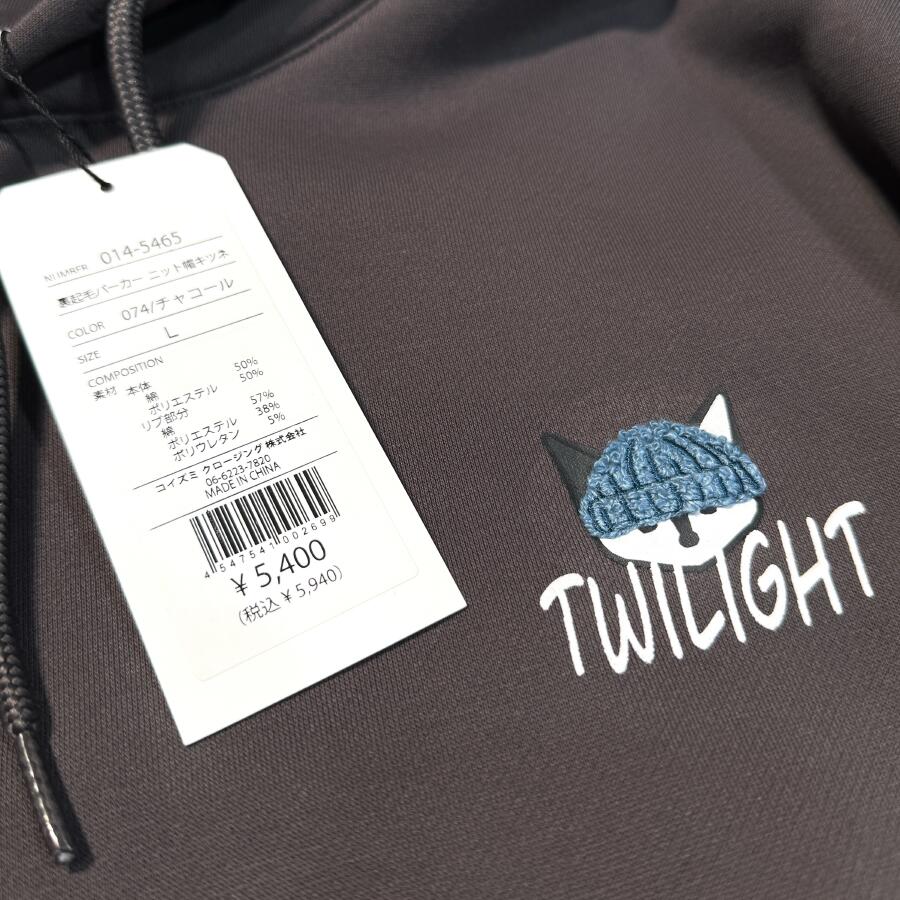 NUMBER 014-5465
裏起毛パーカー ニット帽キツネ
COLOR 074/チャコール
SIZE L
COMPOSITION
素材 本体
綿 50%
ポリエステル 50%
リブ部分
綿 57%
ポリエステル 38%
ポリウレタン 5%
コイズミ クロージング 株式会社
06-6223-7820
MADE IN CHINA
4 547541 002699
¥5,400
(税込¥5,940)
TWILIGHT